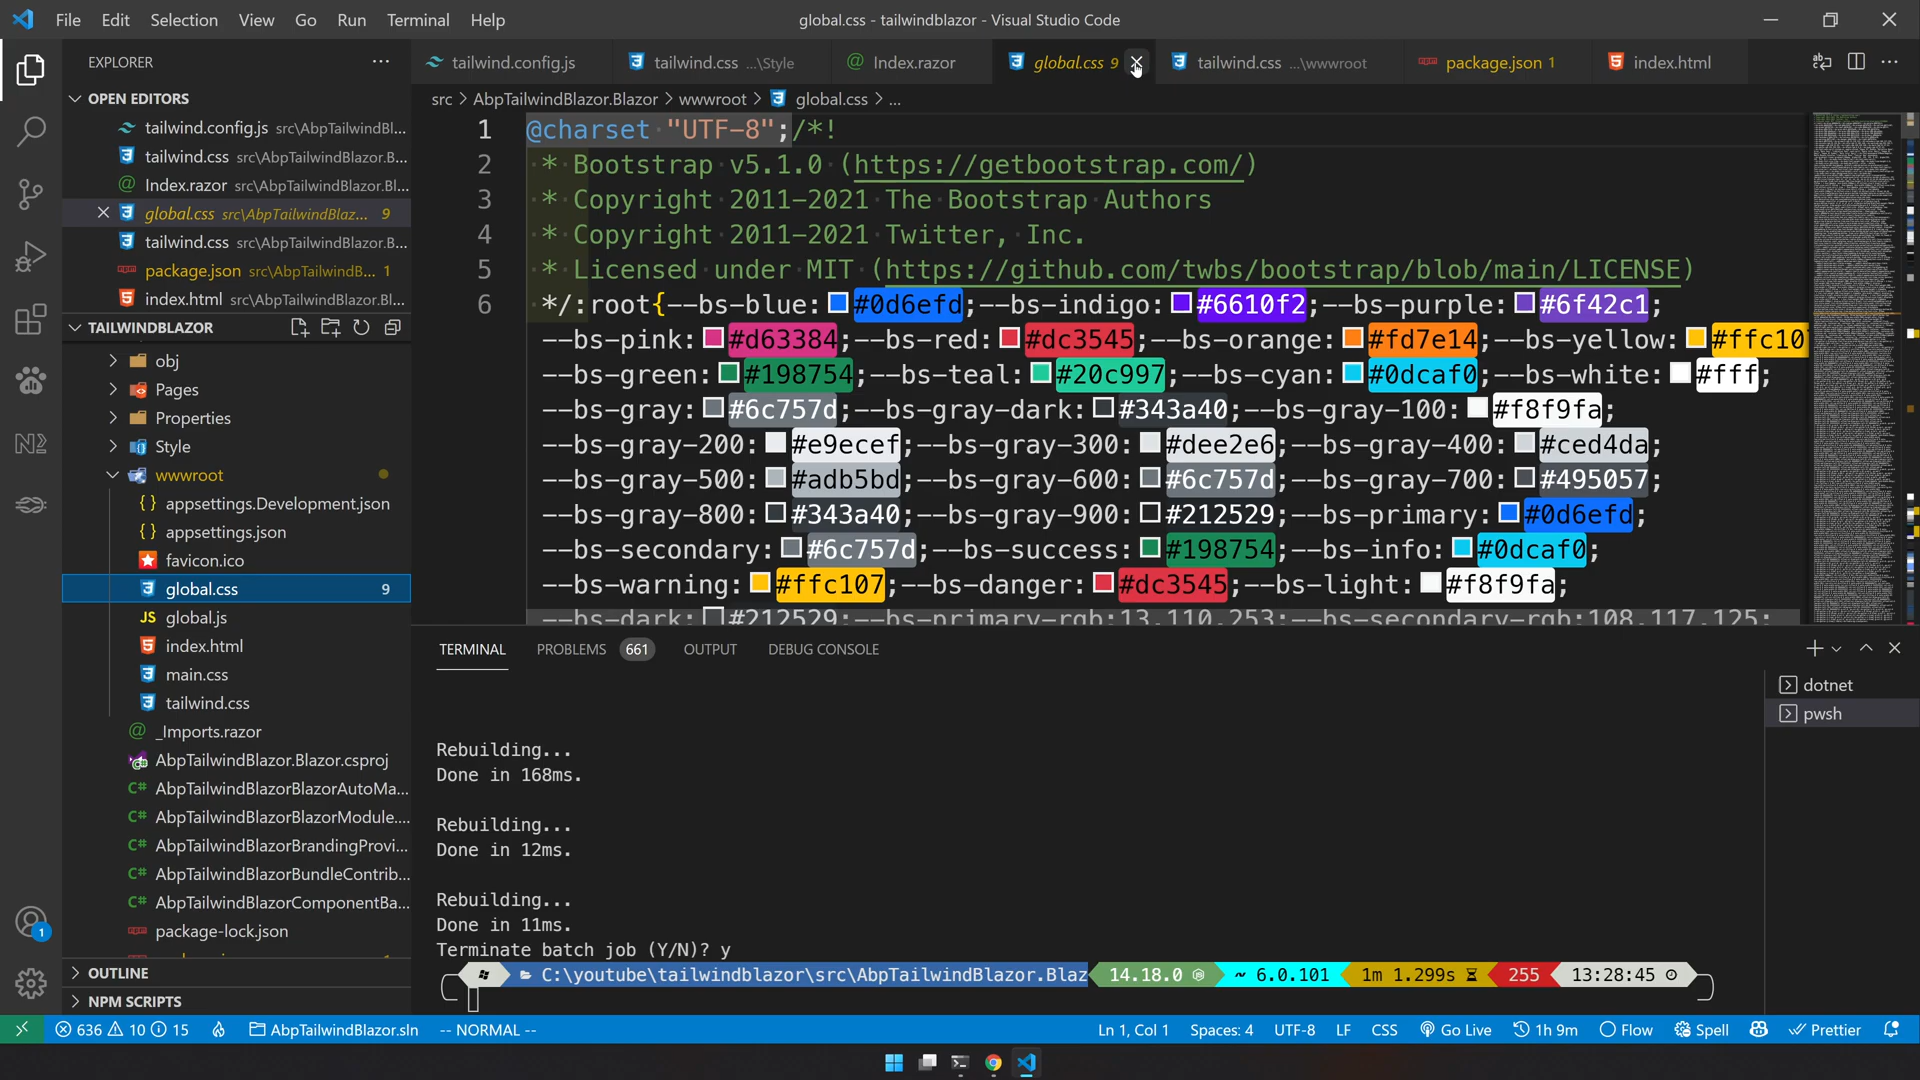 File Edit Selection View Go Run Terminal Help
global.css - tailwindblazor - Visual Studio Code
EXPLORER
tailwind.config.js
tailwind.css ...\Style
Index.razor
global.css 9
tailwind.css ...\wwwroot
package.json 1
index.html
OPEN EDITORS
tailwind.config.js src\AbpTailwindBl...
tailwind.css src\AbpTailwindBlazor.B...
Index.razor src\AbpTailwindBlazor.Bl...
global.css src\AbpTailwindBlaz... 9
tailwind.css src\AbpTailwindBlazor.B...
package.json src\AbpTailwindB... 1
index.html src\AbpTailwindBlazor.Bl...
TAILWINDBLAZOR
obj
Pages
Properties
Style
wwwroot
appsettings.Development.json
appsettings.json
favicon.ico
global.css 9
global.js
index.html
main.css
tailwind.css
_Imports.razor
AbpTailwindBlazor.Blazor.csproj
AbpTailwindBlazorBlazorAutoMa...
AbpTailwindBlazorBlazorModule....
AbpTailwindBlazorBrandingProvi...
AbpTailwindBlazorBundleContrib...
AbpTailwindBlazorComponentBa...
package-lock.json
OUTLINE
NPM SCRIPTS
src > AbpTailwindBlazor.Blazor > wwwroot > global.css > ...
1 @charset "UTF-8";/*!
2 * Bootstrap v5.1.0 (https://getbootstrap.com/)
3 * Copyright 2011-2021 The Bootstrap Authors
4 * Copyright 2011-2021 Twitter, Inc.
5 * Licensed under MIT (https://github.com/twbs/bootstrap/blob/main/LICENSE)
6 */:root{--bs-blue:#0d6efd;--bs-indigo:#6610f2;--bs-purple:#6f42c1;
--bs-pink:#d63384;--bs-red:#dc3545;--bs-orange:#fd7e14;--bs-yellow:#ffc10
--bs-green:#198754;--bs-teal:#20c997;--bs-cyan:#0dcaf0;--bs-white:#fff;
--bs-gray:#6c757d;--bs-gray-dark:#343a40;--bs-gray-100:#f8f9fa;
--bs-gray-200:#e9ecef;--bs-gray-300:#dee2e6;--bs-gray-400:#ced4da;
--bs-gray-500:#adb5bd;--bs-gray-600:#6c757d;--bs-gray-700:#495057;
--bs-gray-800:#343a40;--bs-gray-900:#212529;--bs-primary:#0d6efd;
--bs-secondary:#6c757d;--bs-success:#198754;--bs-info:#0dcaf0;
--bs-warning:#ffc107;--bs-danger:#dc3545;--bs-light:#f8f9fa;
--bs-dark:#212529;--bs-primary-rgb:13,110,253;--bs-secondary-rgb:108,117,125;
TERMINAL PROBLEMS 661 OUTPUT DEBUG CONSOLE
dotnet
pwsh
Rebuilding...
Done in 168ms.
Rebuilding...
Done in 12ms.
Rebuilding...
Done in 11ms.
Terminate batch job (Y/N)? y
C:\youtube\tailwindblazor\src\AbpTailwindBlazor.Blaz 14.18.0 ~ 6.0.101 1m 1.299s 255 13:28:45
636 10 15 AbpTailwindBlazor.sln -- NORMAL -- Ln 1, Col 1 Spaces: 4 UTF-8 LF CSS Go Live 1h 9m Flow Spell Prettier
1